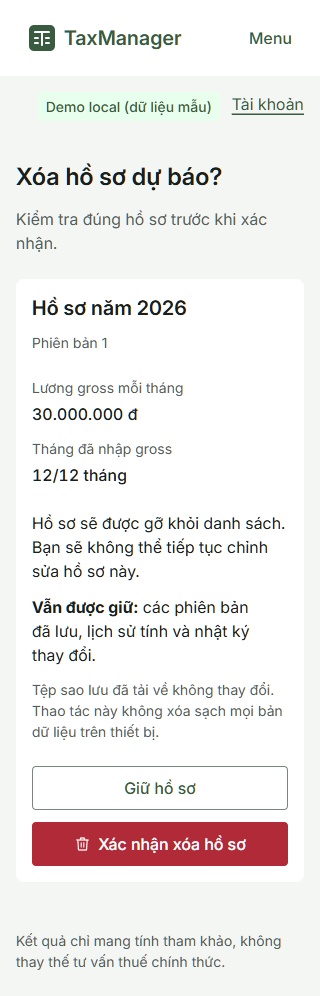 TaxManager
Menu
Demo local (dữ liệu mẫu)
Tài khoản
Xóa hồ sơ dự báo?
Kiểm tra đúng hồ sơ trước khi xác
nhận.
Hồ sơ năm 2026
Phiên bản 1
Lương gross mỗi tháng
30.000.000 đ
Tháng đã nhập gross
12/12 tháng
Hồ sơ sẽ được gỡ khỏi danh sách.
Bạn sẽ không thể tiếp tục chỉnh
sửa hồ sơ này.
Vẫn được giữ: các phiên bản
đã lưu, lịch sử tính và nhật ký
thay đổi.
Tệp sao lưu đã tải về không thay đổi.
Thao tác này không xóa sạch mọi bản
dữ liệu trên thiết bị.
Giữ hồ sơ
Xác nhận xóa hồ sơ
Kết quả chỉ mang tính tham khảo, không
thay thế tư vấn thuế chính thức.